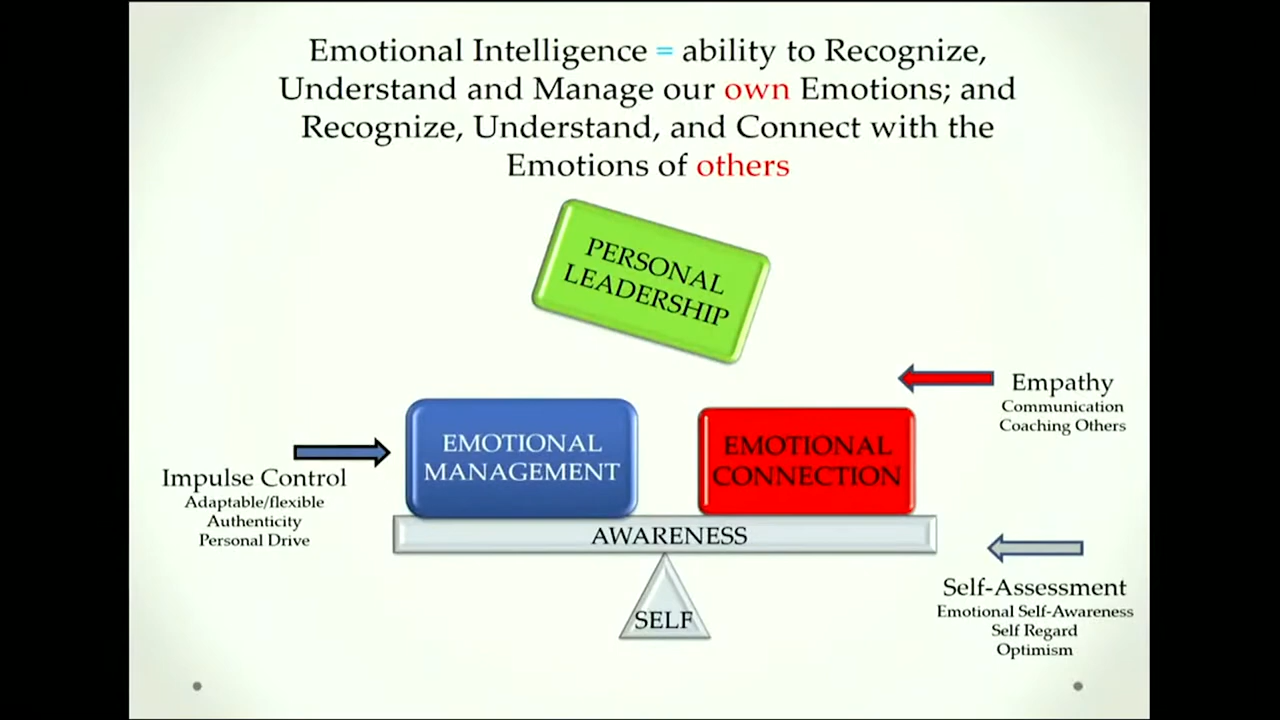 Emotional Intelligence = ability to Recognize,
Understand and Manage our own Emotions; and
Recognize, Understand, and Connect with the
Emotions of others
PERSONAL
LEADERSHIP
Empathy
Communication
Coaching Others
EMOTIONAL
MANAGEMENT
EMOTIONAL
CONNECTION
Impulse Control
Adaptable/flexible
Authenticity
Personal Drive
AWARENESS
SELF
Self-Assessment
Emotional Self-Awareness
Self Regard
Optimism